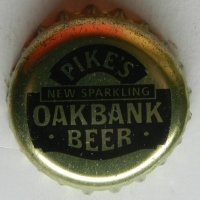 PIKE'S
NEW SPARKLING
OAKBANK
• BEER •